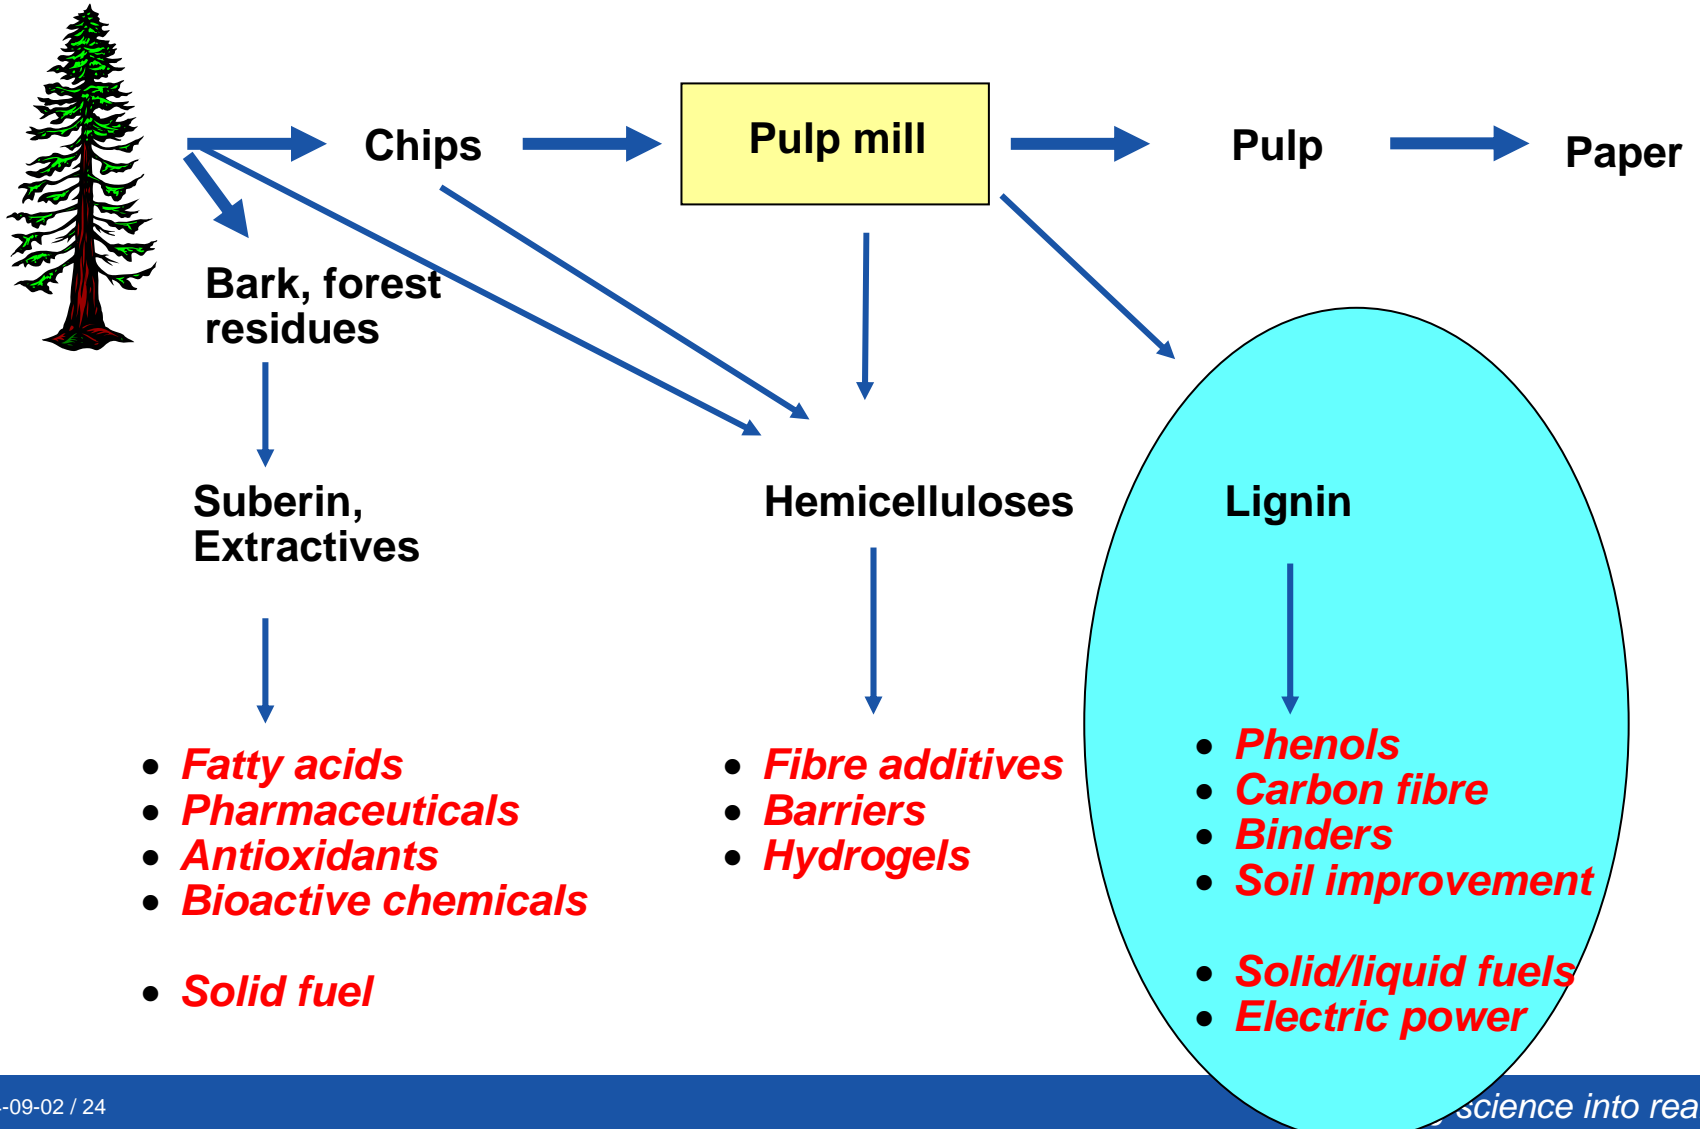 Chips
Pulp mill
Pulp
Paper
Bark, forest
residues
Suberin,
Extractives
Hemicelluloses
Lignin
• Fatty acids
• Pharmaceuticals
• Antioxidants
• Bioactive chemicals
• Solid fuel
• Fibre additives
• Barriers
• Hydrogels
• Phenols
• Carbon fibre
• Binders
• Soil improvement
• Solid/liquid fuels
• Electric power
-09-02 / 24
science into rea